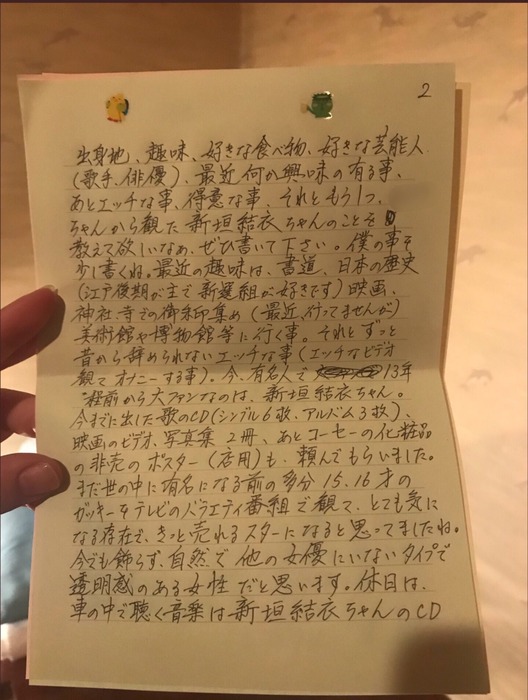 2
出身地、趣味、好きな食べ物、好きな芸能人
(歌手、俳優)、最近何か興味の有る事、
あとエッチな事、得意な事、それともう1つ、
ちゃんから観た新垣結衣ちゃんのことを
教えて欲しいなあ、ぜひ書いて下さい。僕の事も
少し書くね。最近の趣味は、書道、日本の歴史
(江戸後期が主で新選組が好きです)映画、
神社寺での御朱印集め(最近、行ってませんが)
美術館や博物館等に行く事。それとずっと
昔から辞められないエッチな事(エッチなビデオ
観てオナニーする事)。今、有名人で 13年
程前から大ファンなのは、新垣結衣ちゃん。
今までに出した歌のCD(シングル6枚、アルバム3枚)、
映画のビデオ、写真集2冊、あとコーセーの化粧品
の非売のポスター(店用)も、頼んでもらいました。
まだ世の中に有名になる前の多分15、16才の
ガッキーをテレビのバラエティ番組で観て、とても気に
なる存在で、きっと売れるスターになると思ってましたね。
今でも飾らず、自然で他の女優にいないタイプで
透明感のある女性だと思います。休日は、
車の中で聴く音楽は新垣結衣ちゃんのCD